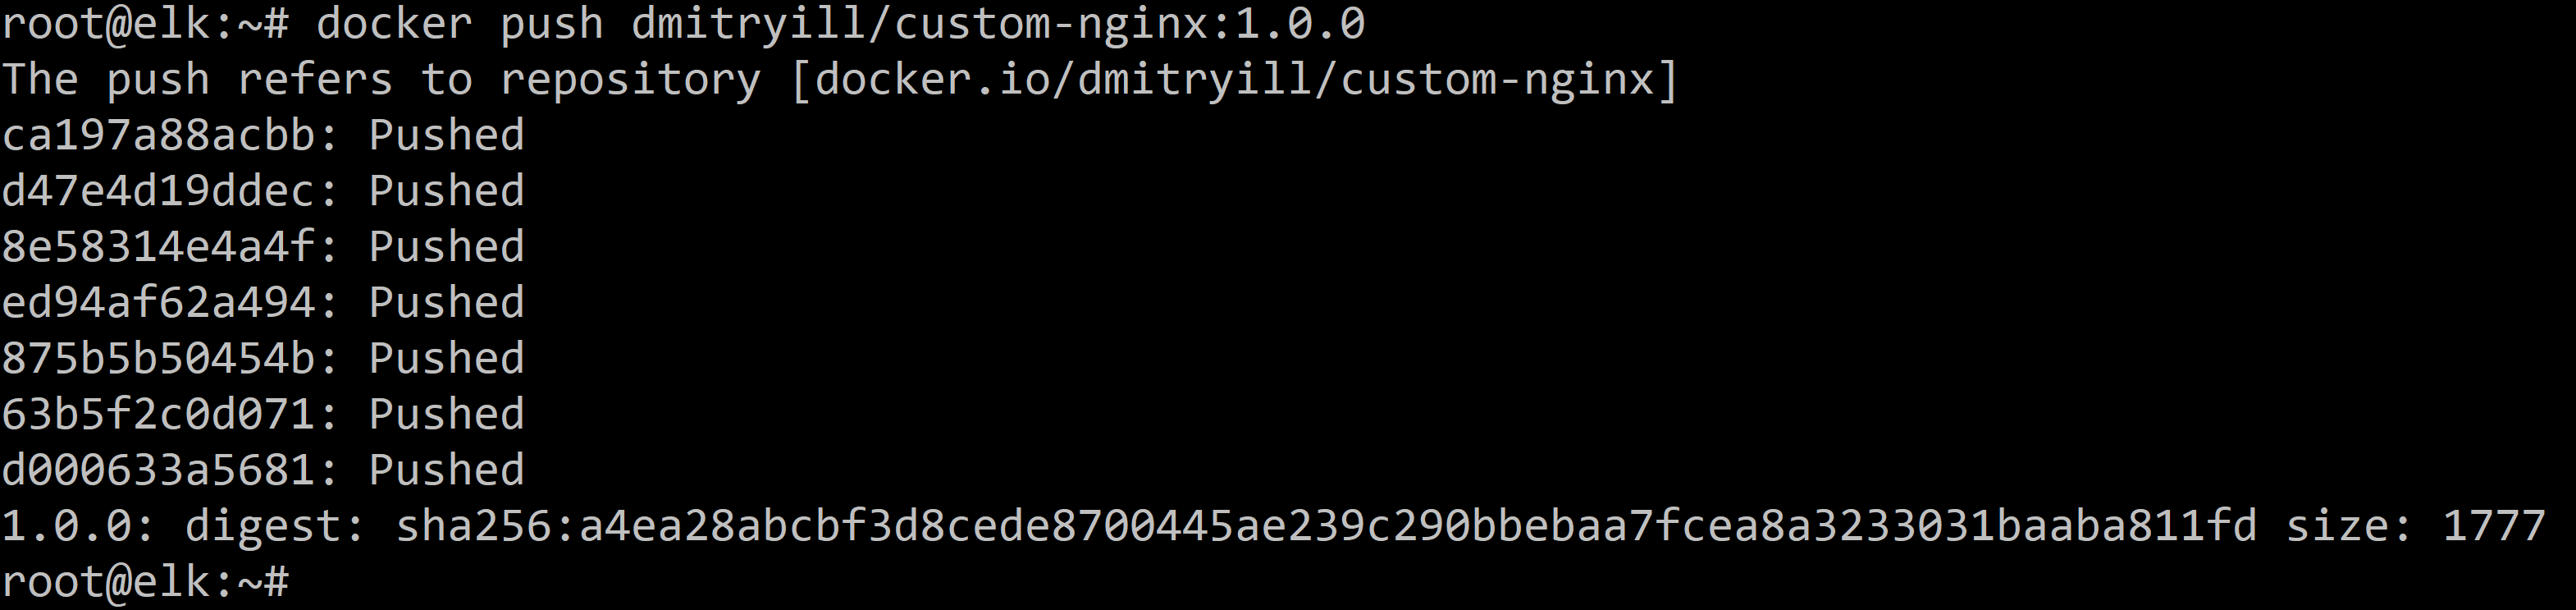 root@elk:~# docker push dmitryill/custom-nginx:1.0.0
The push refers to repository [docker.io/dmitryill/custom-nginx]
ca197a88acbb: Pushed
d47e4d19ddec: Pushed
8e58314e4a4f: Pushed
ed94af62a494: Pushed
875b5b50454b: Pushed
63b5f2c0d071: Pushed
d000633a5681: Pushed
1.0.0: digest: sha256:a4ea28abcbf3d8cede8700445ae239c290bbebaa7fcea8a3233031baaba811fd size: 1777
root@elk:~#